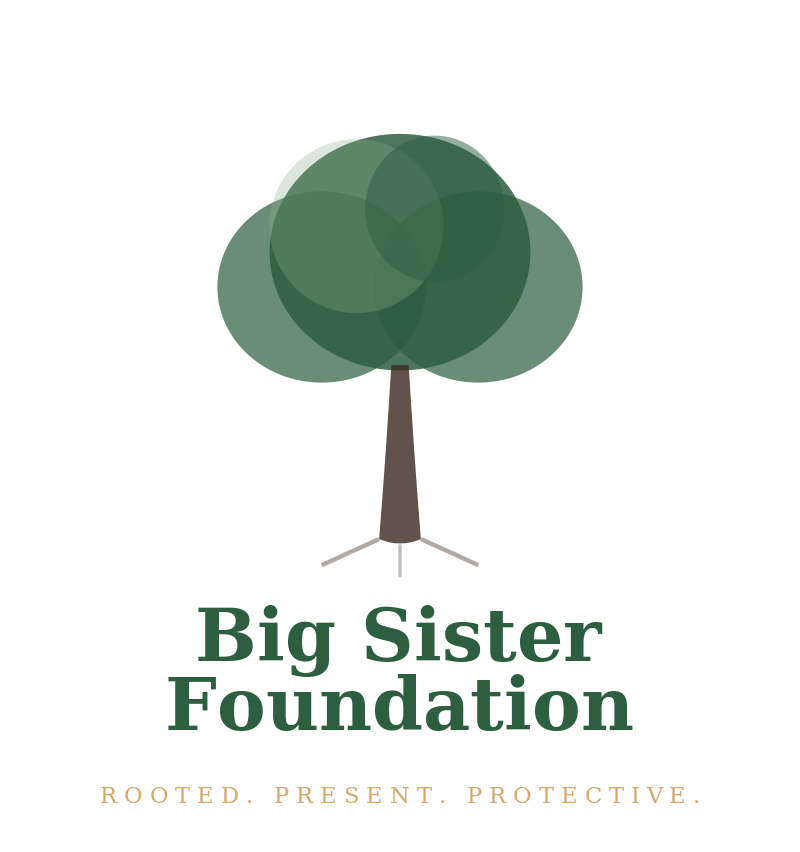 Big Sister
Foundation
ROOTED. PRESENT. PROTECTIVE.